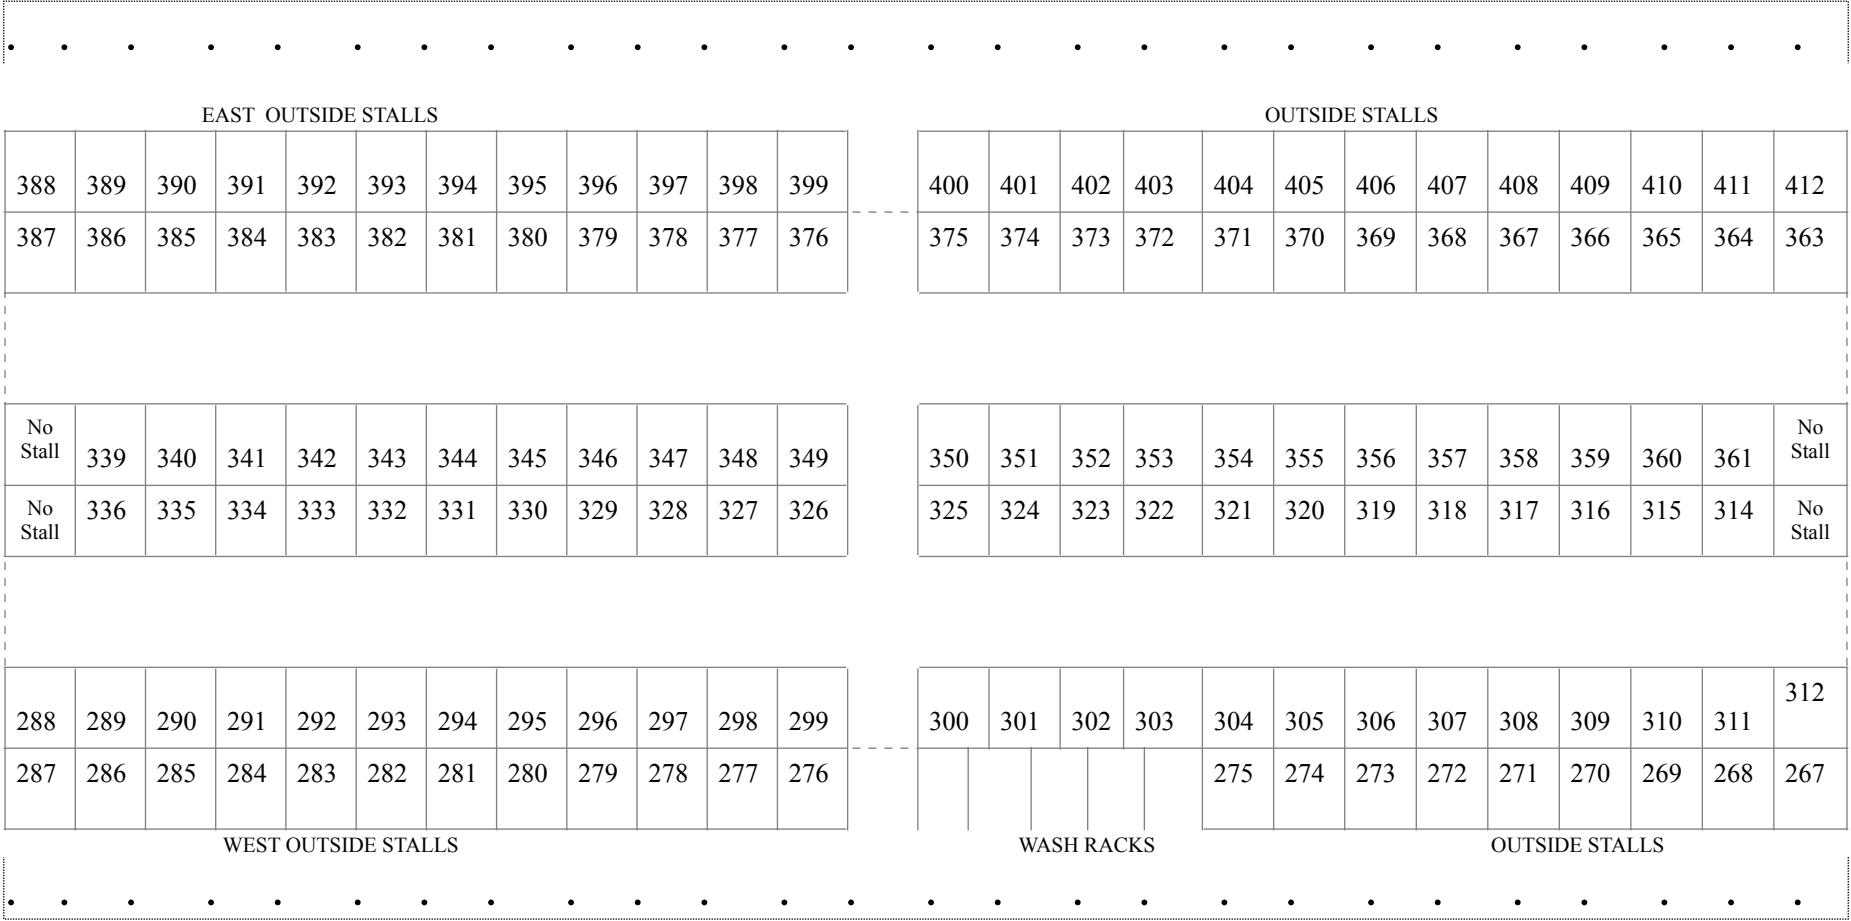 EAST OUTSIDE STALLS OUTSIDE STALLS
388 389 390 391 392 393 394 395 396 397 398 399 400 401 402 403 404 405 406 407 408 409 410 411 412
387 386 385 384 383 382 381 380 379 378 377 376 375 374 373 372 371 370 369 368 367 366 365 364 363
No Stall 339 340 341 342 343 344 345 346 347 348 349 350 351 352 353 354 355 356 357 358 359 360 361 No Stall
No Stall 336 335 334 333 332 331 330 329 328 327 326 325 324 323 322 321 320 319 318 317 316 315 314 No Stall
288 289 290 291 292 293 294 295 296 297 298 299 300 301 302 303 304 305 306 307 308 309 310 311 312
287 286 285 284 283 282 281 280 279 278 277 276 275 274 273 272 271 270 269 268 267
WEST OUTSIDE STALLS WASH RACKS OUTSIDE STALLS